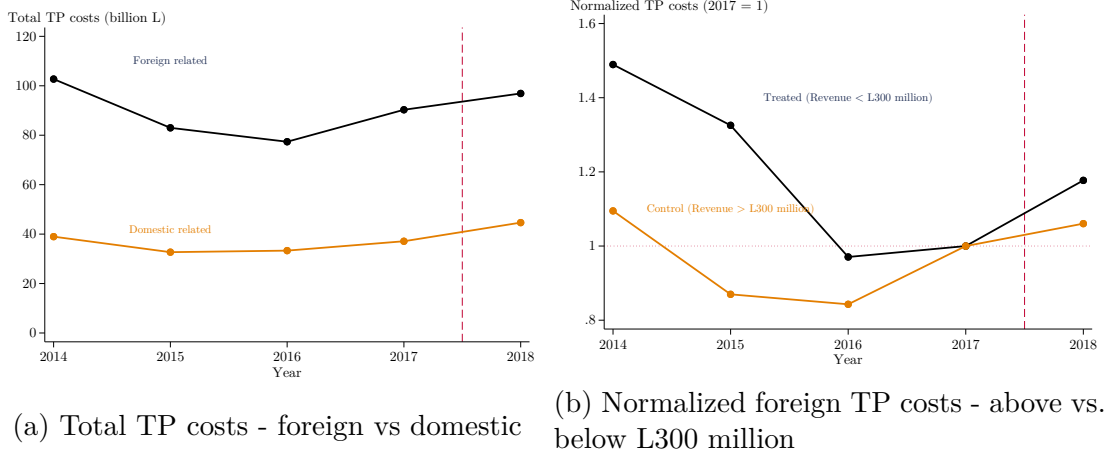 Total TP costs (billion L)
120
100
80
60
40
20
0
Foreign related
Domestic related
2014
2015
2016
2017
2018
Year
(a) Total TP costs - foreign vs domestic
Normalized TP costs (2017 = 1)
1.6
1.4
1.2
1
.8
Treated (Revenue < L300 million)
Control (Revenue > L300 million)
2014
2015
2016
2017
2018
Year
(b) Normalized foreign TP costs - above vs.
below L300 million